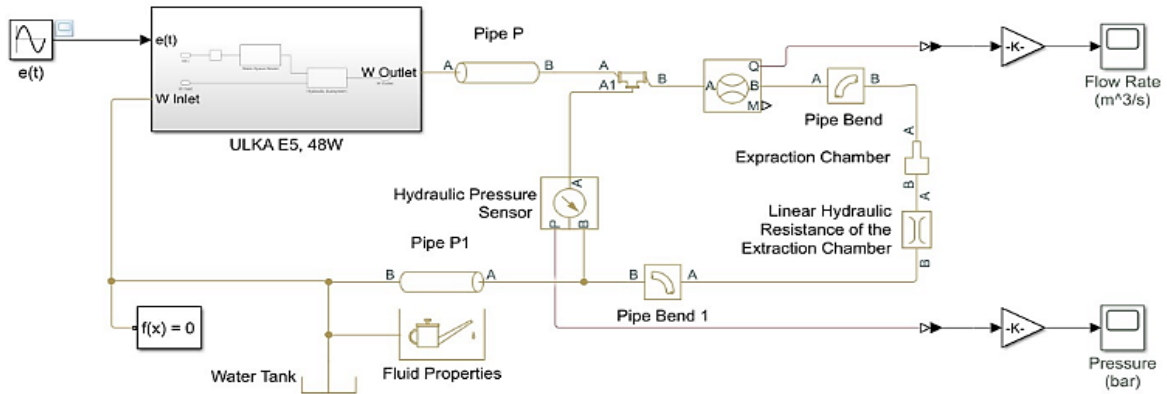 Pipe P
e(t)
W Outlet
A
B
A
A1
B
A
Q
B
M
A
B
-K-
Flow Rate
(m^3/s)
e(t)
W Inlet
ULKA E5, 48W
Pipe Bend
A
Expraction Chamber
B
A
Hydraulic Pressure
Sensor
A
P
B
Linear Hydraulic
Resistance of the
Extraction Chamber
B
Pipe P1
B
A
B
A
Pipe Bend 1
f(x) = 0
-K-
Water Tank
Fluid Properties
Pressure
(bar)